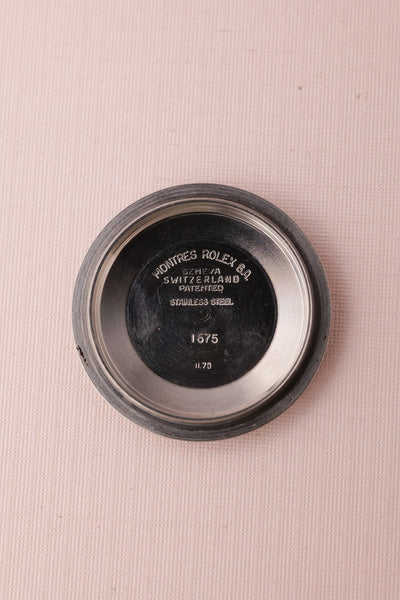 MONTRES ROLEX S.A.
GENEVA
SWITZERLAND
PATENTED
STAINLESS STEEL
1675
II.70